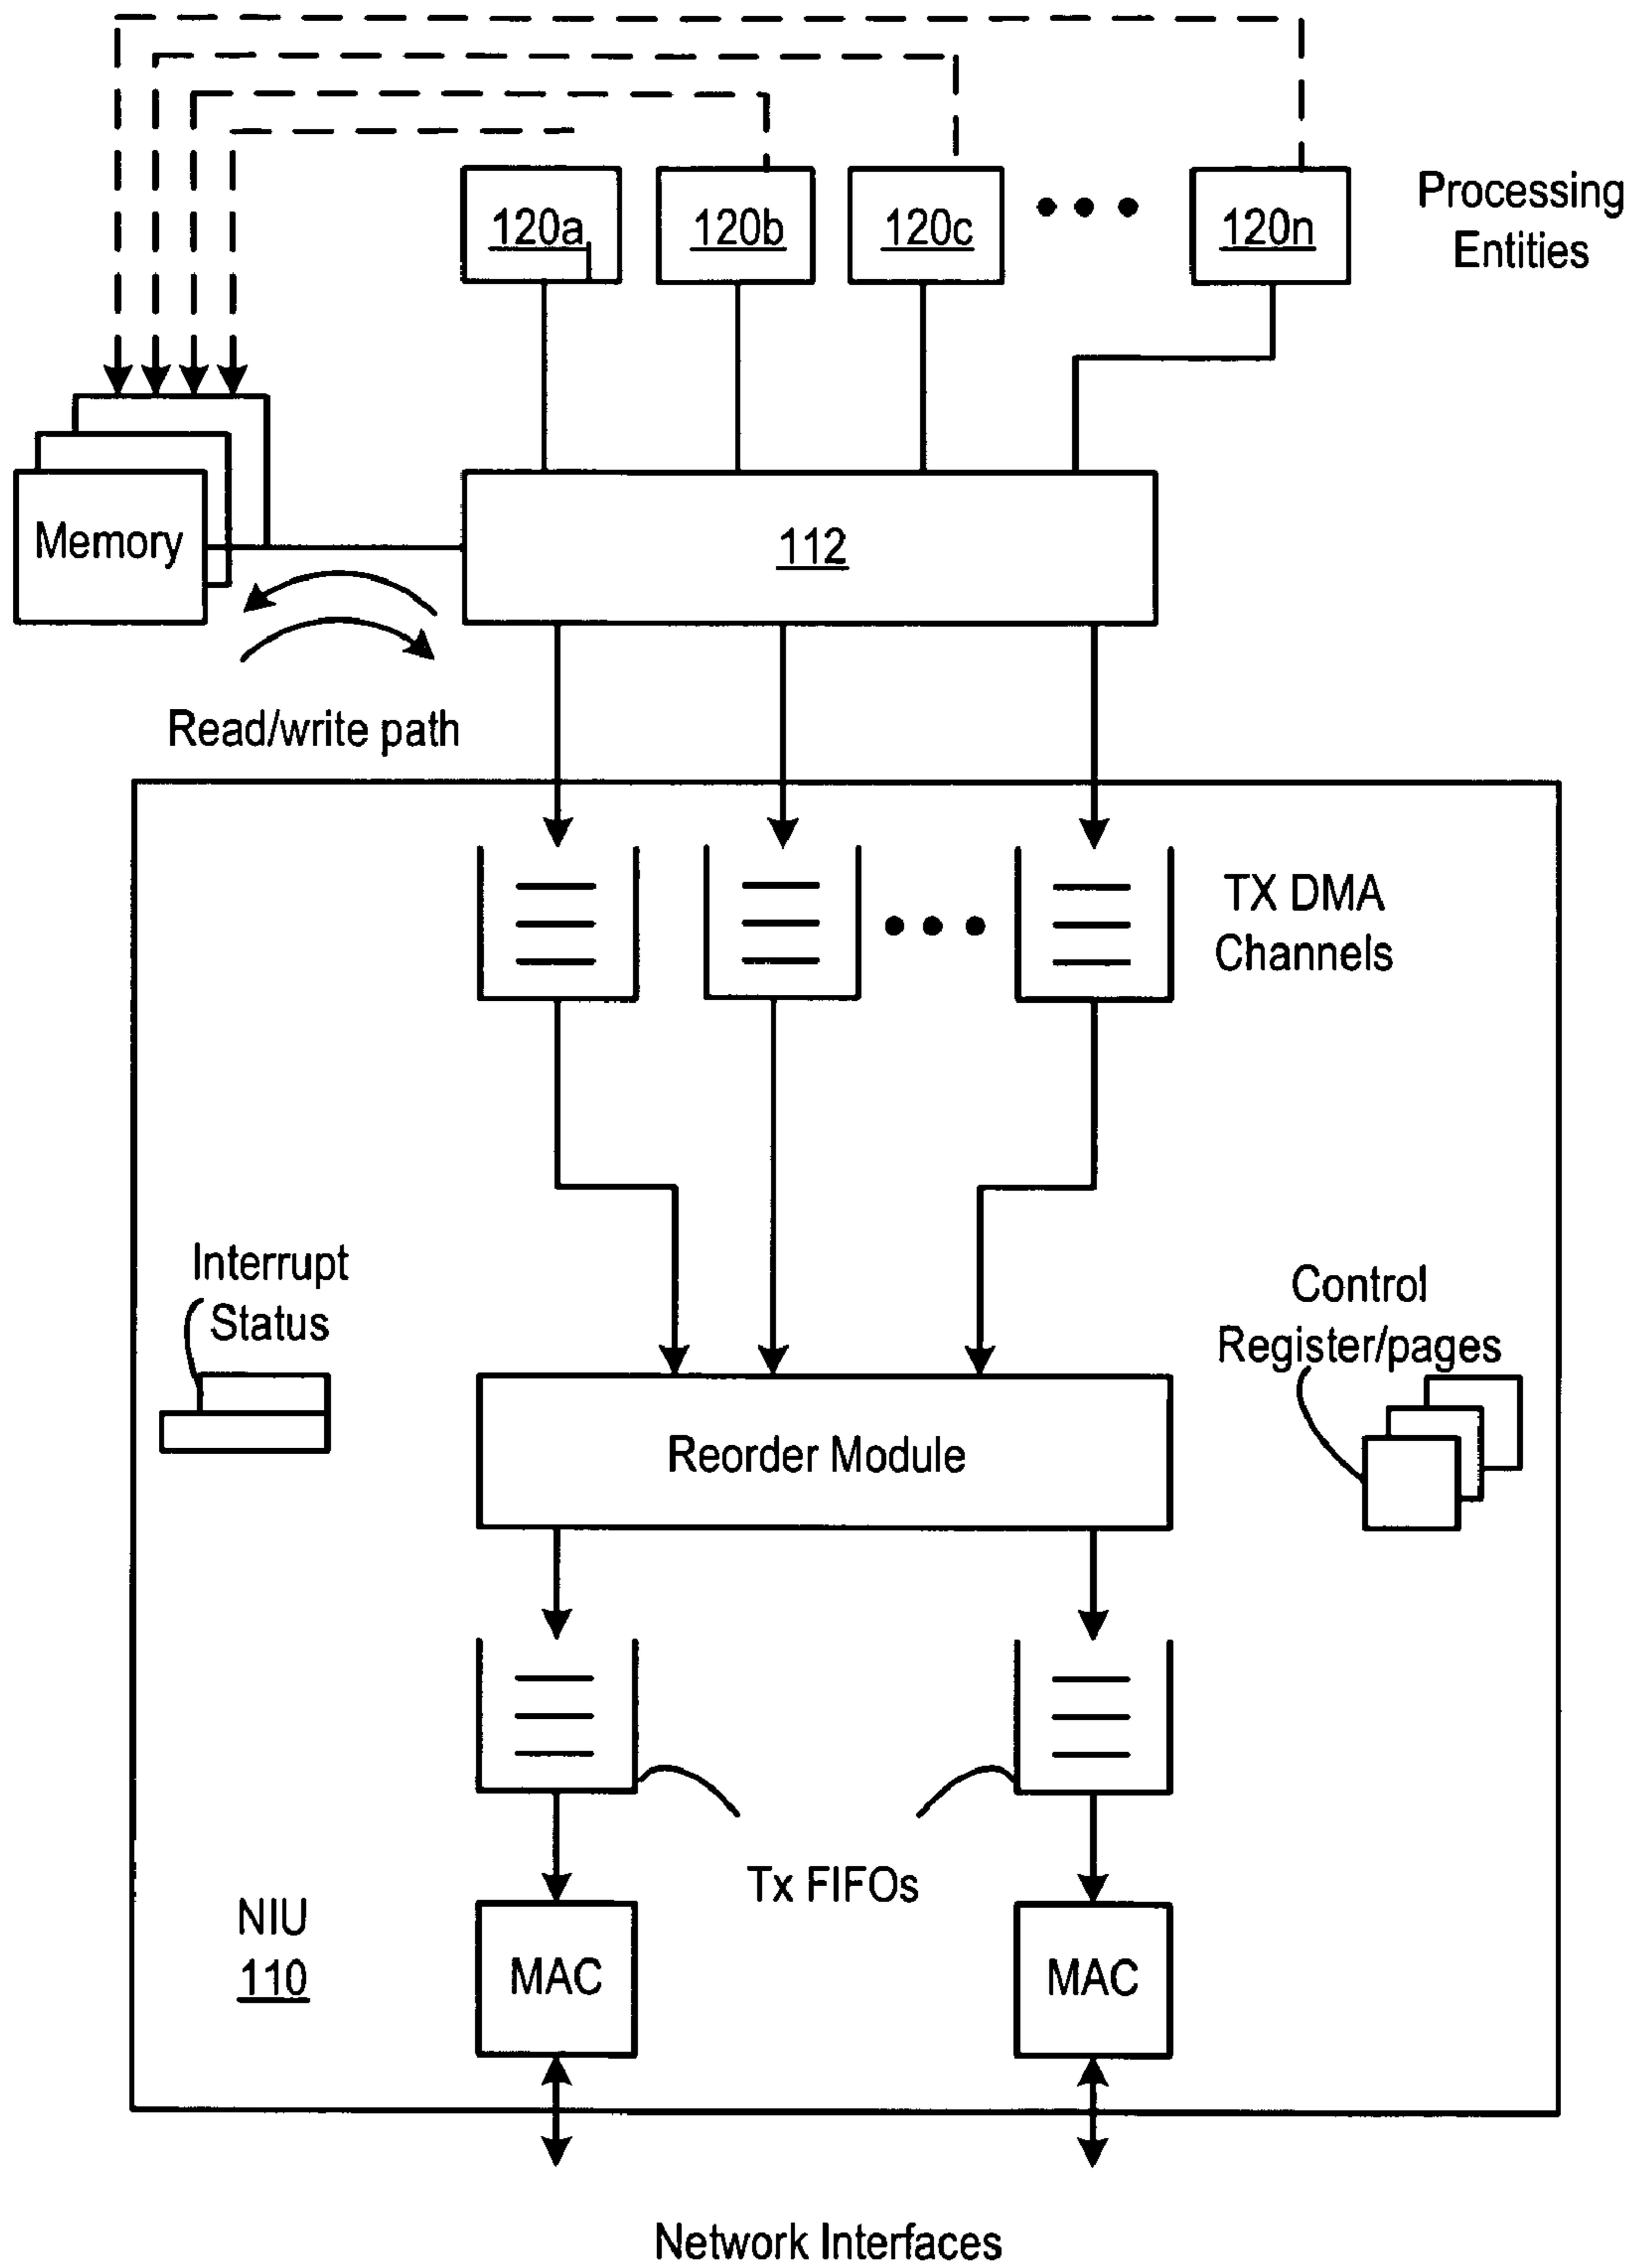 120a
120b
120c
120n
Processing
Entities
Memory
112
Read/write path
TX DMA
Channels
Interrupt
Status
Control
Register/pages
Reorder Module
Tx FIFOs
NIU
110
MAC
MAC
Network Interfaces